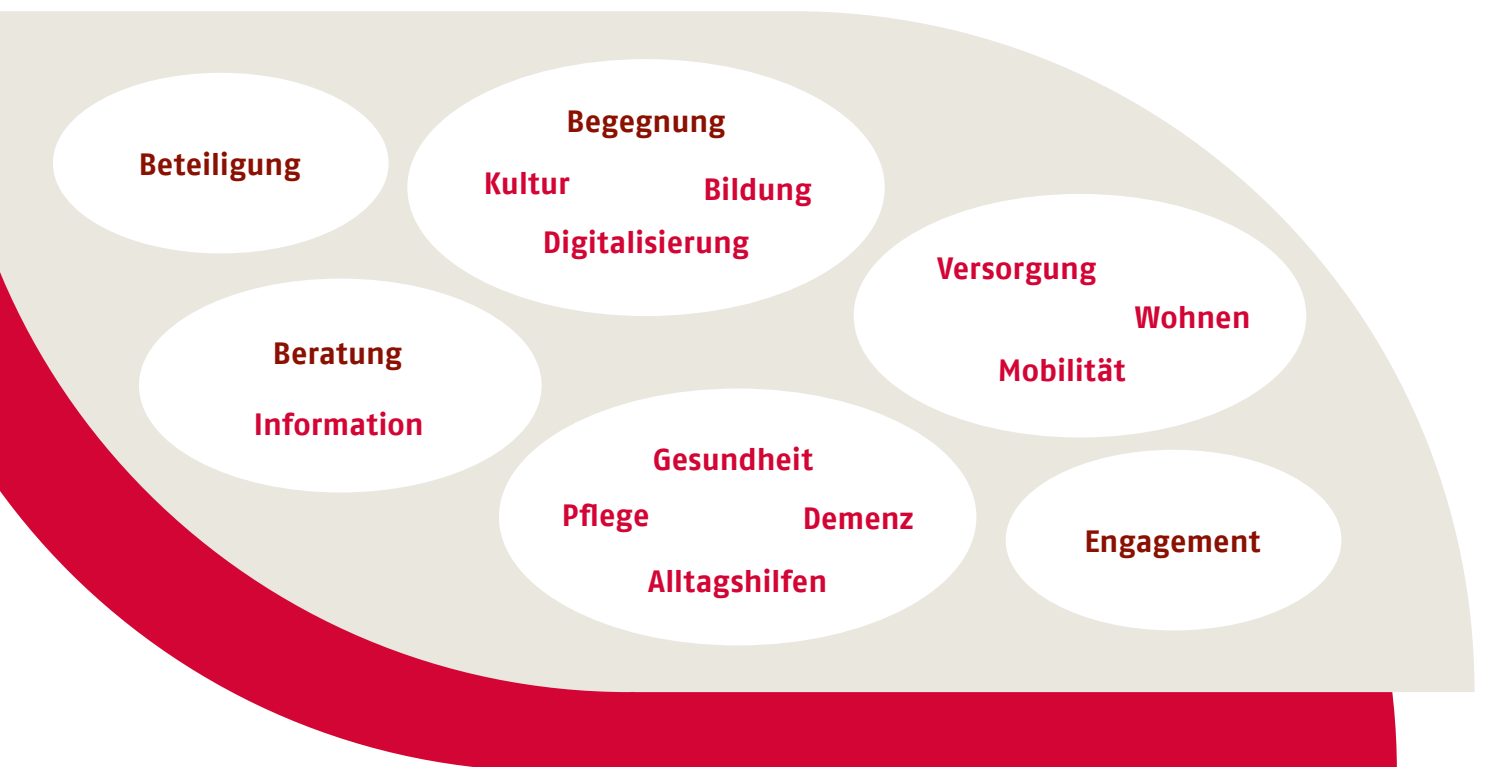 Beteiligung
Begegnung
Kultur
Bildung
Digitalisierung
Versorgung
Wohnen
Mobilität
Beratung
Information
Gesundheit
Pflege
Demenz
Alltagshilfen
Engagement